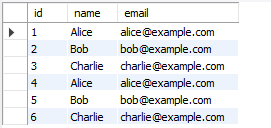 id name email
1 Alice alice@example.com
2 Bob bob@example.com
3 Charlie charlie@example.com
4 Alice alice@example.com
5 Bob bob@example.com
6 Charlie charlie@example.com